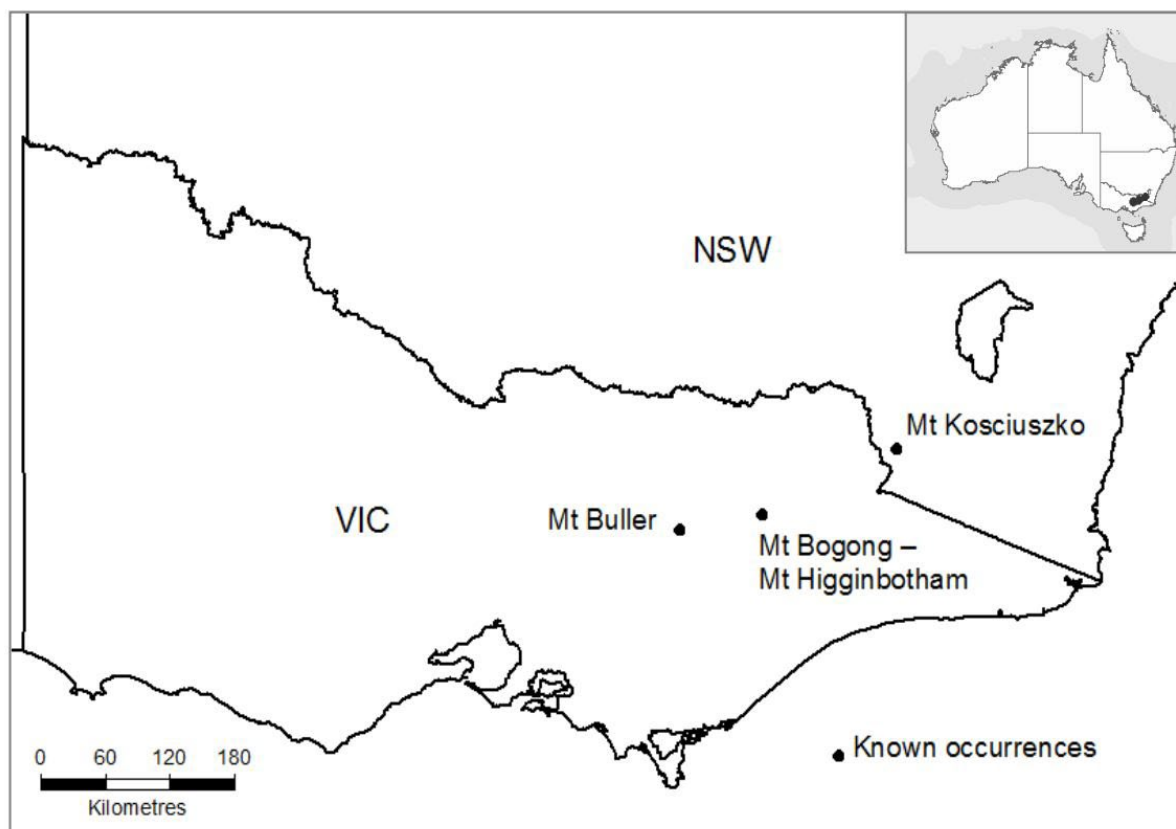 NSW
Mt Kosciuszko
VIC
Mt Buller
Mt Bogong –
Mt Higginbotham
Known occurrences
0 60 120 180
Kilometres